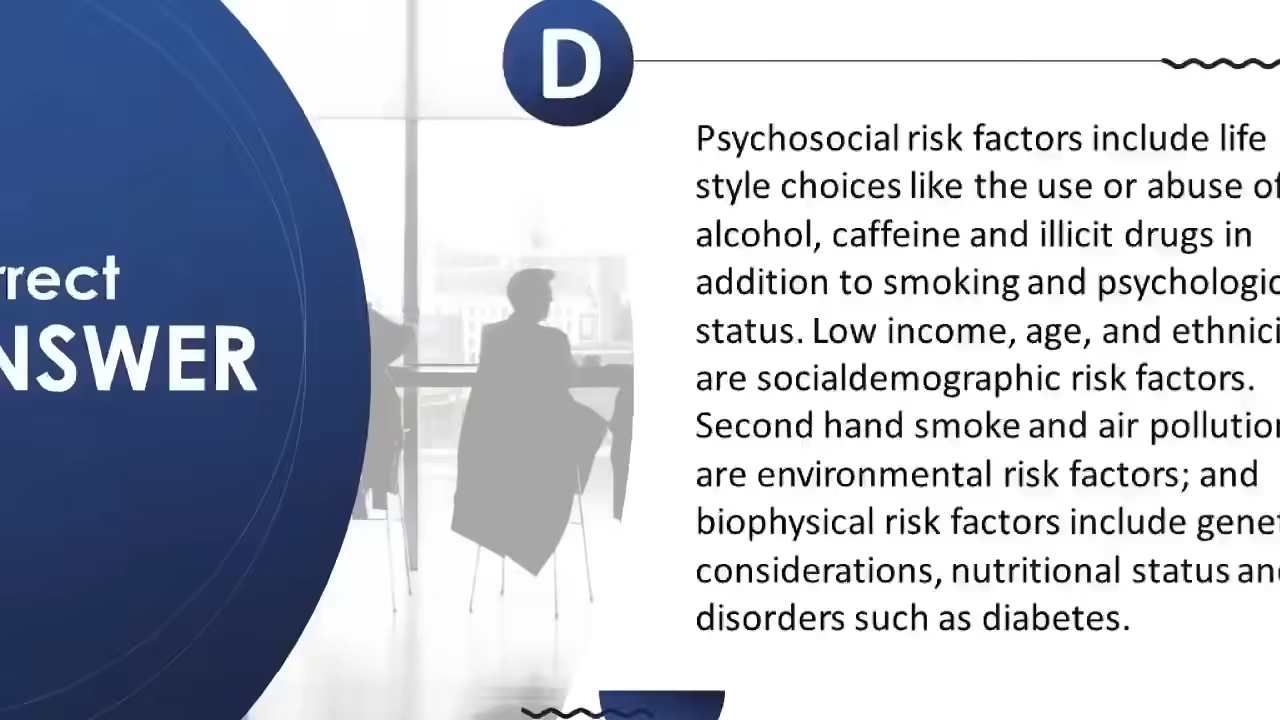 rrect
NSWER
D
Psychosocial risk factors include life
style choices like the use or abuse of
alcohol, caffeine and illicit drugs in
addition to smoking and psychologic
status. Low income, age, and ethnici
are socialdemographic risk factors.
Second hand smoke and air pollution
are environmental risk factors; and
biophysical risk factors include genet
considerations, nutritional status and
disorders such as diabetes.